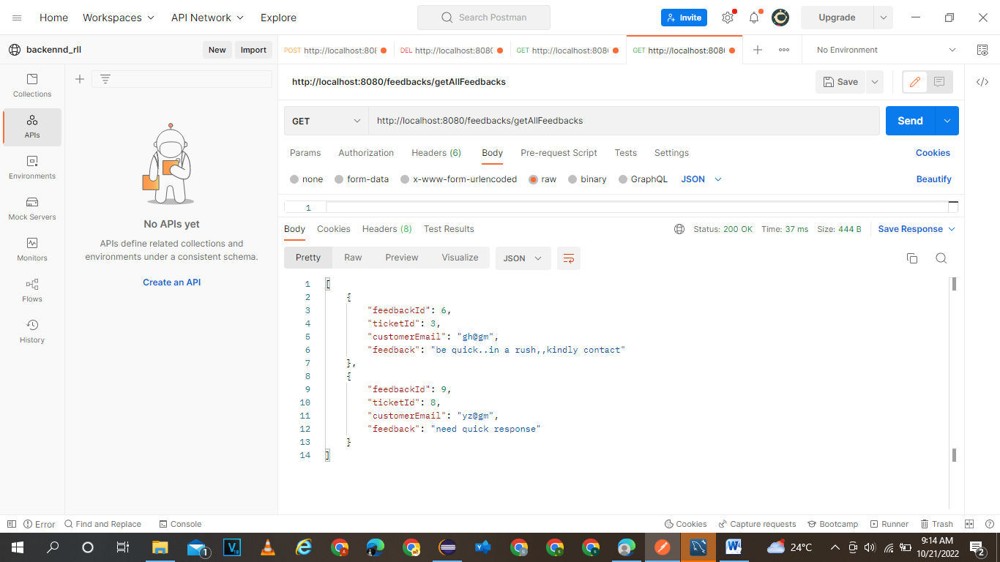 Home Workspaces API Network Explore Search Postman Invite Upgrade
backennd_rll New Import
POST http://localhost:808 DEL http://localhost:8080 GET http://localhost:8080 GET http://localhost:8080 No Environment
http://localhost:8080/feedbacks/getAllFeedbacks Save
GET http://localhost:8080/feedbacks/getAllFeedbacks Send
Params Authorization Headers (6) Body Pre-request Script Tests Settings Cookies
none form-data x-www-form-urlencoded raw binary GraphQL JSON Beautify
1
Body Cookies Headers (8) Test Results Status: 200 OK Time: 37 ms Size: 444 B Save Response
Pretty Raw Preview Visualize JSON
1 [
2 {
3 "feedbackId": 6,
4 "ticketId": 3,
5 "customerEmail": "gh@gm",
6 "feedback": "be quick..in a rush,,kindly contact"
7 },
8 {
9 "feedbackId": 9,
10 "ticketId": 8,
11 "customerEmail": "yz@gm",
12 "feedback": "need quick response"
13 }
14 ]
Collections
APIs
Environments
Mock Servers
Monitors
Flows
History
No APIs yet
APIs define related collections and
environments under a consistent schema.
Create an API
Error Find and Replace Console Cookies Capture requests Bootcamp Runner Trash
24°C 9:14 AM
10/21/2022